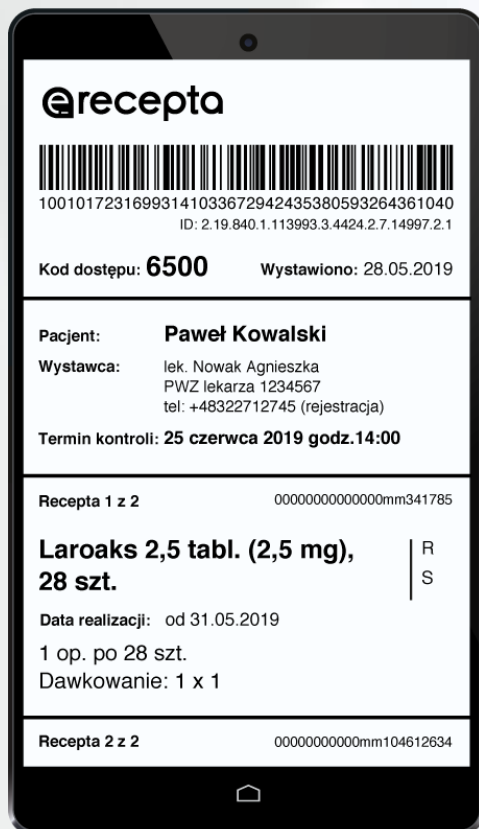 erecepta
10010172316993141033672942435380593264361040
ID: 2.19.840.1.113993.3.4424.2.7.14997.2.1
Kod dostępu: 6500 Wystawiono: 28.05.2019
Pacjent: Paweł Kowalski
Wystawca: lek. Nowak Agnieszka
PWZ lekarza 1234567
tel: +48322712745 (rejestracja)
Termin kontroli: 25 czerwca 2019 godz.14:00
Recepta 1 z 2 00000000000000mm341785
Laroaks 2,5 tabl. (2,5 mg), R
28 szt. S
Data realizacji: od 31.05.2019
1 op. po 28 szt.
Dawkowanie: 1 x 1
Recepta 2 z 2 00000000000mm104612634